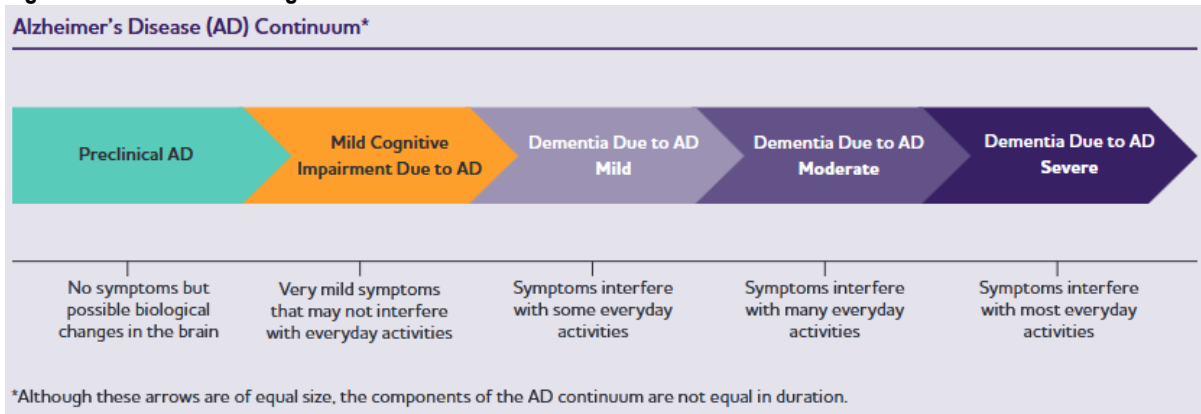 Alzheimer's Disease (AD) Continuum*
Preclinical AD
Mild Cognitive
Impairment Due to AD
Dementia Due to AD
Mild
Dementia Due to AD
Moderate
Dementia Due to AD
Severe
No symptoms but
possible biological
changes in the brain
Very mild symptoms
that may not interfere
with everyday activities
Symptoms interfere
with some everyday
activities
Symptoms interfere
with many everyday
activities
Symptoms interfere
with most everyday
activities
*Although these arrows are of equal size, the components of the AD continuum are not equal in duration.